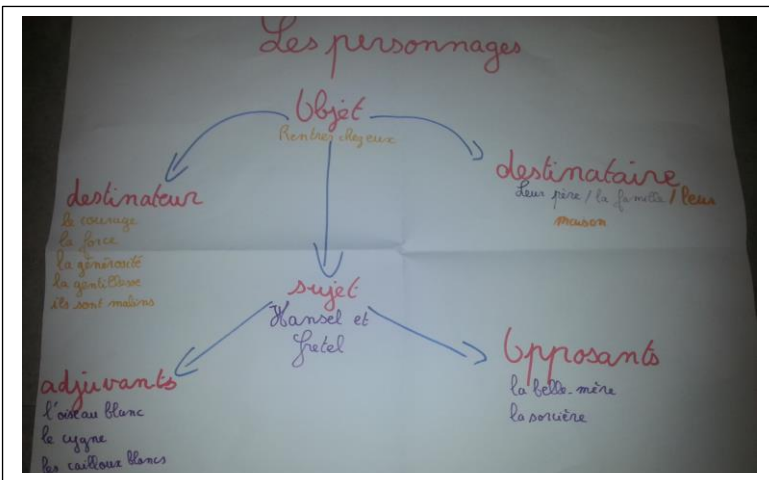 Les personnages
Objet
Rentrer chez eux
destinateur
le courage
la force
la générosité
la gentillesse
ils sont malins
destinataire
Leur père / la famille / leur
maison
sujet
Hansel et
Gretel
adjuvants
l'oiseau blanc
le cygne
les cailloux blancs
Opposants
la belle-mère
la sorcière